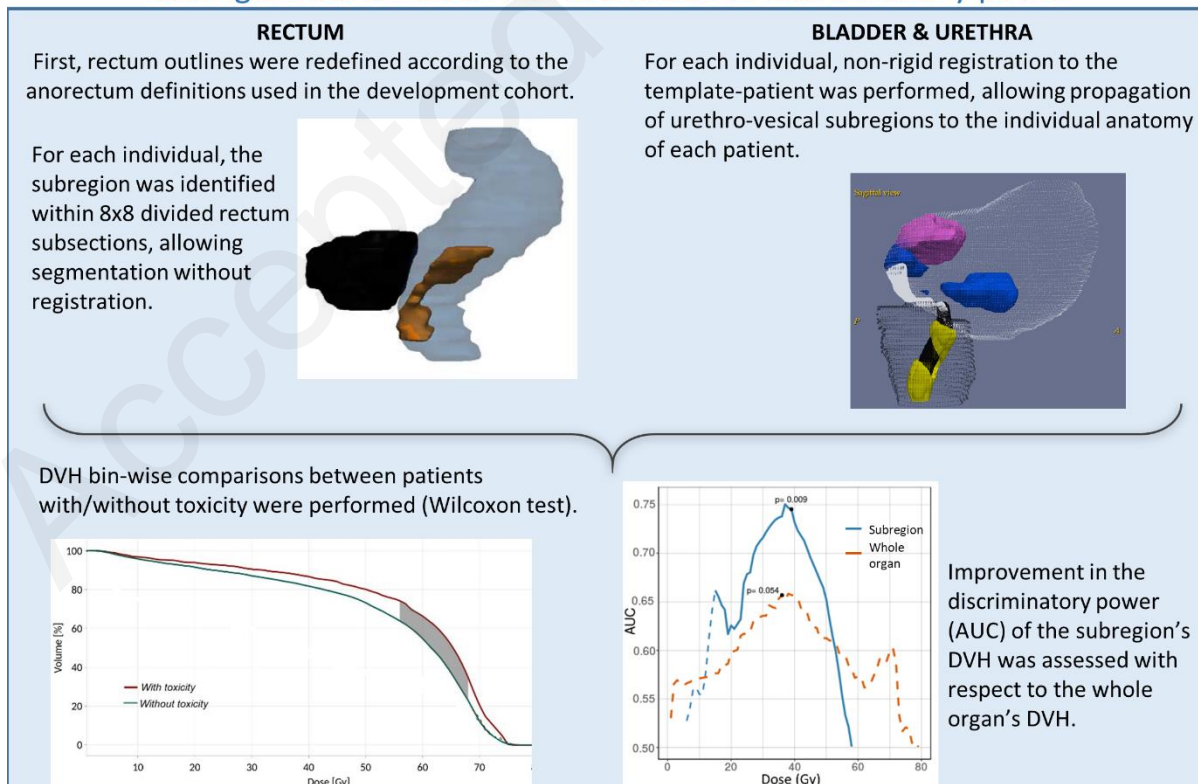 RECTUM
First, rectum outlines were redefined according to the
anorectum definitions used in the development cohort.
For each individual, the
subregion was identified
within 8x8 divided rectum
subsections, allowing
segmentation without
registration.
BLADDER & URETHRA
For each individual, non-rigid registration to the
template-patient was performed, allowing propagation
of urethro-vesical subregions to the individual anatomy
of each patient.
Sagittal view
P
A
DVH bin-wise comparisons between patients
with/without toxicity were performed (Wilcoxon test).
Volume [%]
100
80
60
40
20
0
With toxicity
Without toxicity
10 20 30 40 50 60 70
Dose [Gy]
AUC
0.75
0.70
0.65
0.60
0.55
0.50
p= 0.009
p= 0.054
Subregion
Whole
organ
0 20 40 60 80
Dose (Gy)
Improvement in the
discriminatory power
(AUC) of the subregion's
DVH was assessed with
respect to the whole
organ's DVH.
Accepted